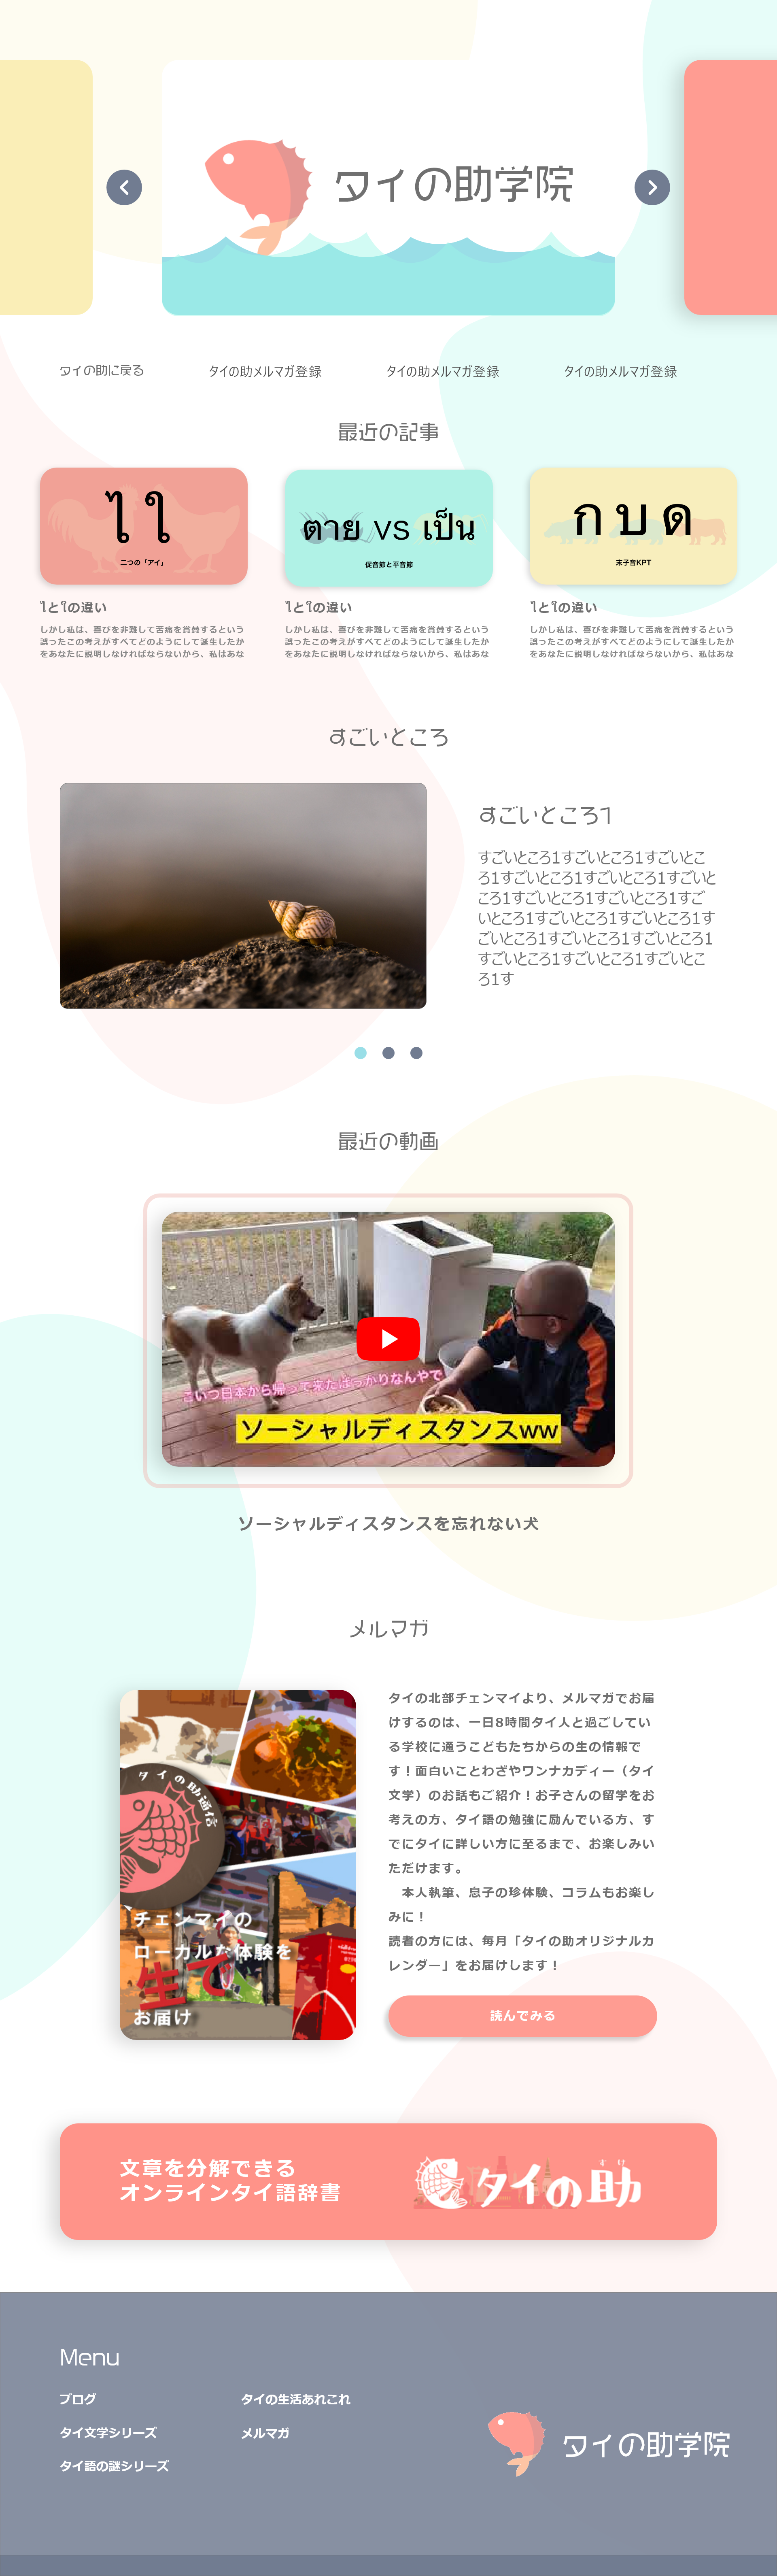 タイの助学院
タイの助に戻る
タイの助メルマガ登録
タイの助メルマガ登録
タイの助メルマガ登録
最近の記事
ไ ใ
二つの「アイ」
ตาย vs เป็น
促音節と平音節
ก บ ด
末子音KPT
ไとใの違い
ไとใの違い
ไとใの違い
しかし私は、喜びを非難して苦痛を賞賛するという
誤ったこの考えがすべてどのようにして誕生したか
をあなたに説明しなければならないから、私はあな
しかし私は、喜びを非難して苦痛を賞賛するという
誤ったこの考えがすべてどのようにして誕生したか
をあなたに説明しなければならないから、私はあな
しかし私は、喜びを非難して苦痛を賞賛するという
誤ったこの考えがすべてどのようにして誕生したか
をあなたに説明しなければならないから、私はあな
すごいところ
すごいところ1
すごいところ1すごいところ1すごいとこ
ろ1すごいところ1すごいところ1すごいと
ころ1すごいところ1すごいところ1すご
いところ1すごいところ1すごいところ1す
ごいところ1すごいところ1すごいところ1
すごいところ1すごいところ1すごいとこ
ろ1す
最近の動画
こいつ日本から帰って来たばっかりなんやで
ソーシャルディスタンスww
ソーシャルディスタンスを忘れない犬
メルマガ
タイの助通信
チェンマイの
ローカルな体験を
生で
お届け
タイの北部チェンマイより、メルマガでお届
けするのは、一日8時間タイ人と過ごしてい
る学校に通うこどもたちからの生の情報で
す！面白いことわざやワンナカディー（タイ
文学）のお話もご紹介！お子さんの留学をお
考えの方、タイ語の勉強に励んでいる方、す
でにタイに詳しい方に至るまで、お楽しみい
ただけます。
　本人執筆、息子の珍体験、コラムもお楽し
みに！
読者の方には、毎月「タイの助オリジナルカ
レンダー」をお届けします！
読んでみる
文章を分解できる
オンラインタイ語辞書
すけ
タイの助
Menu
ブログ
タイの生活あれこれ
タイ文学シリーズ
メルマガ
タイ語の謎シリーズ
タイの助学院